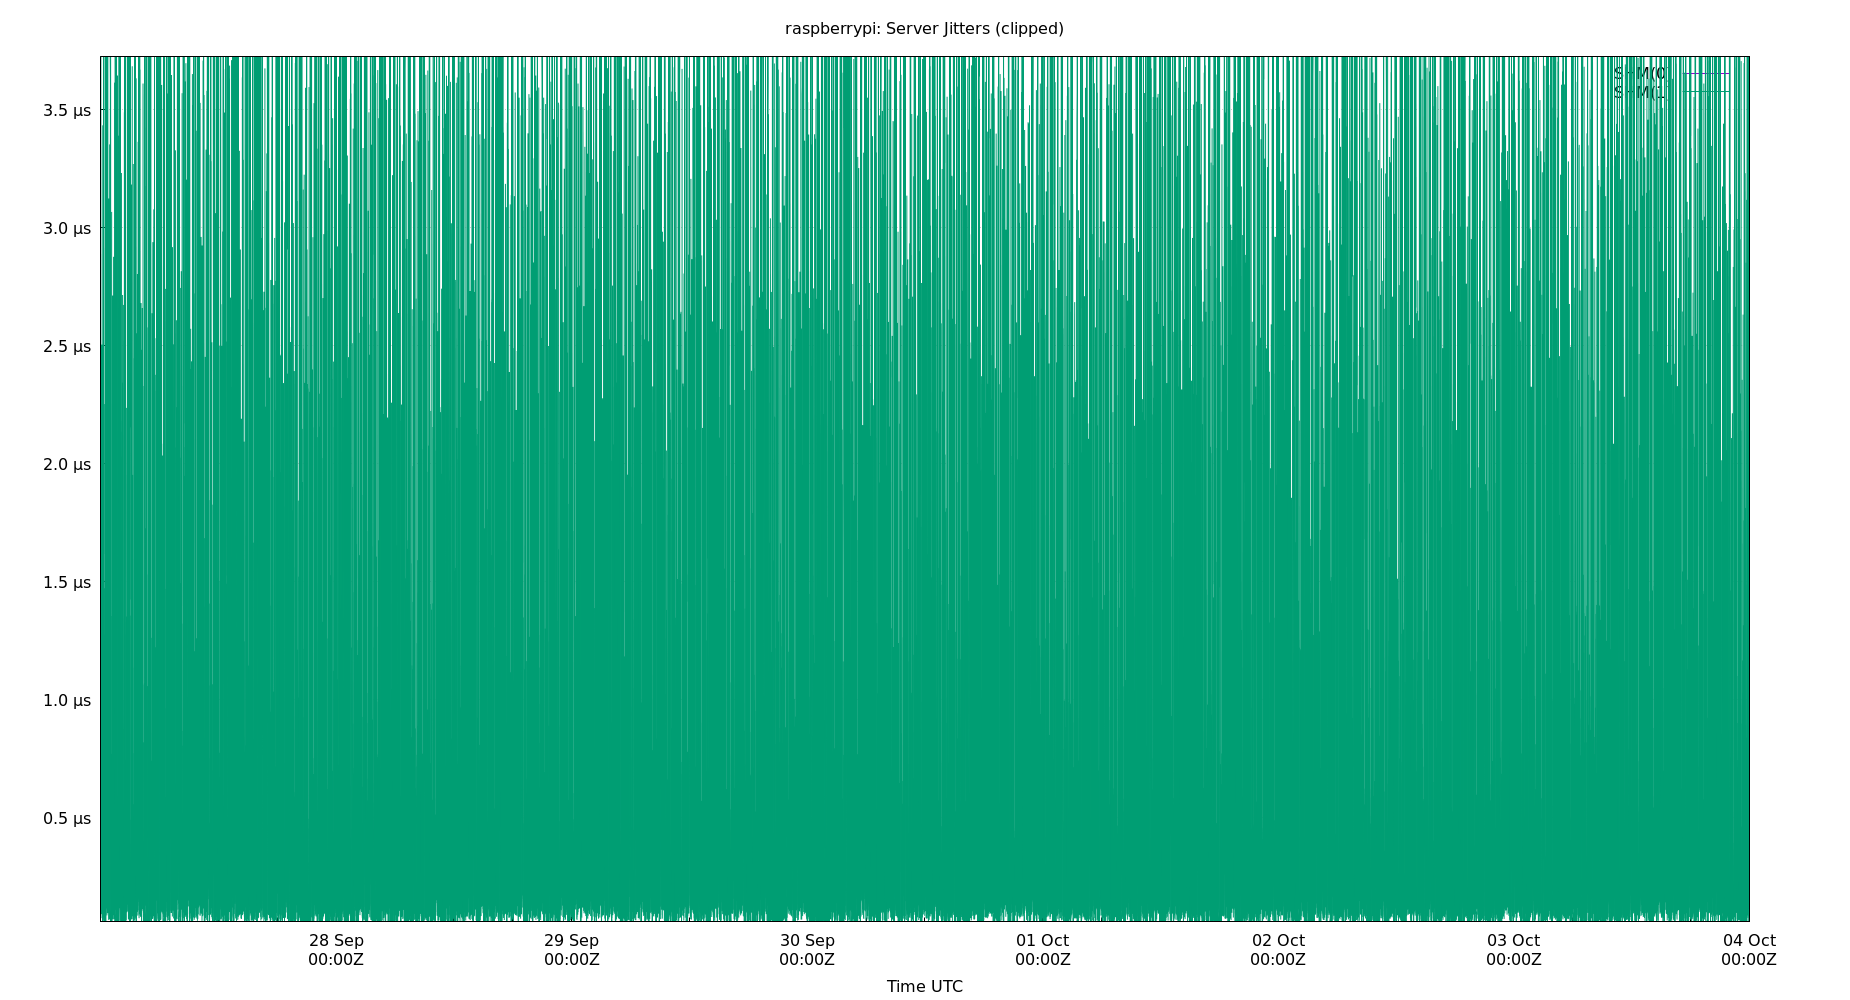 raspberrypi: Server Jitters (clipped)
3.5 µs
3.0 µs
2.5 µs
2.0 µs
1.5 µs
1.0 µs
0.5 µs
28 Sep
00:00Z
29 Sep
00:00Z
30 Sep
00:00Z
01 Oct
00:00Z
02 Oct
00:00Z
03 Oct
00:00Z
04 Oct
00:00Z
Time UTC